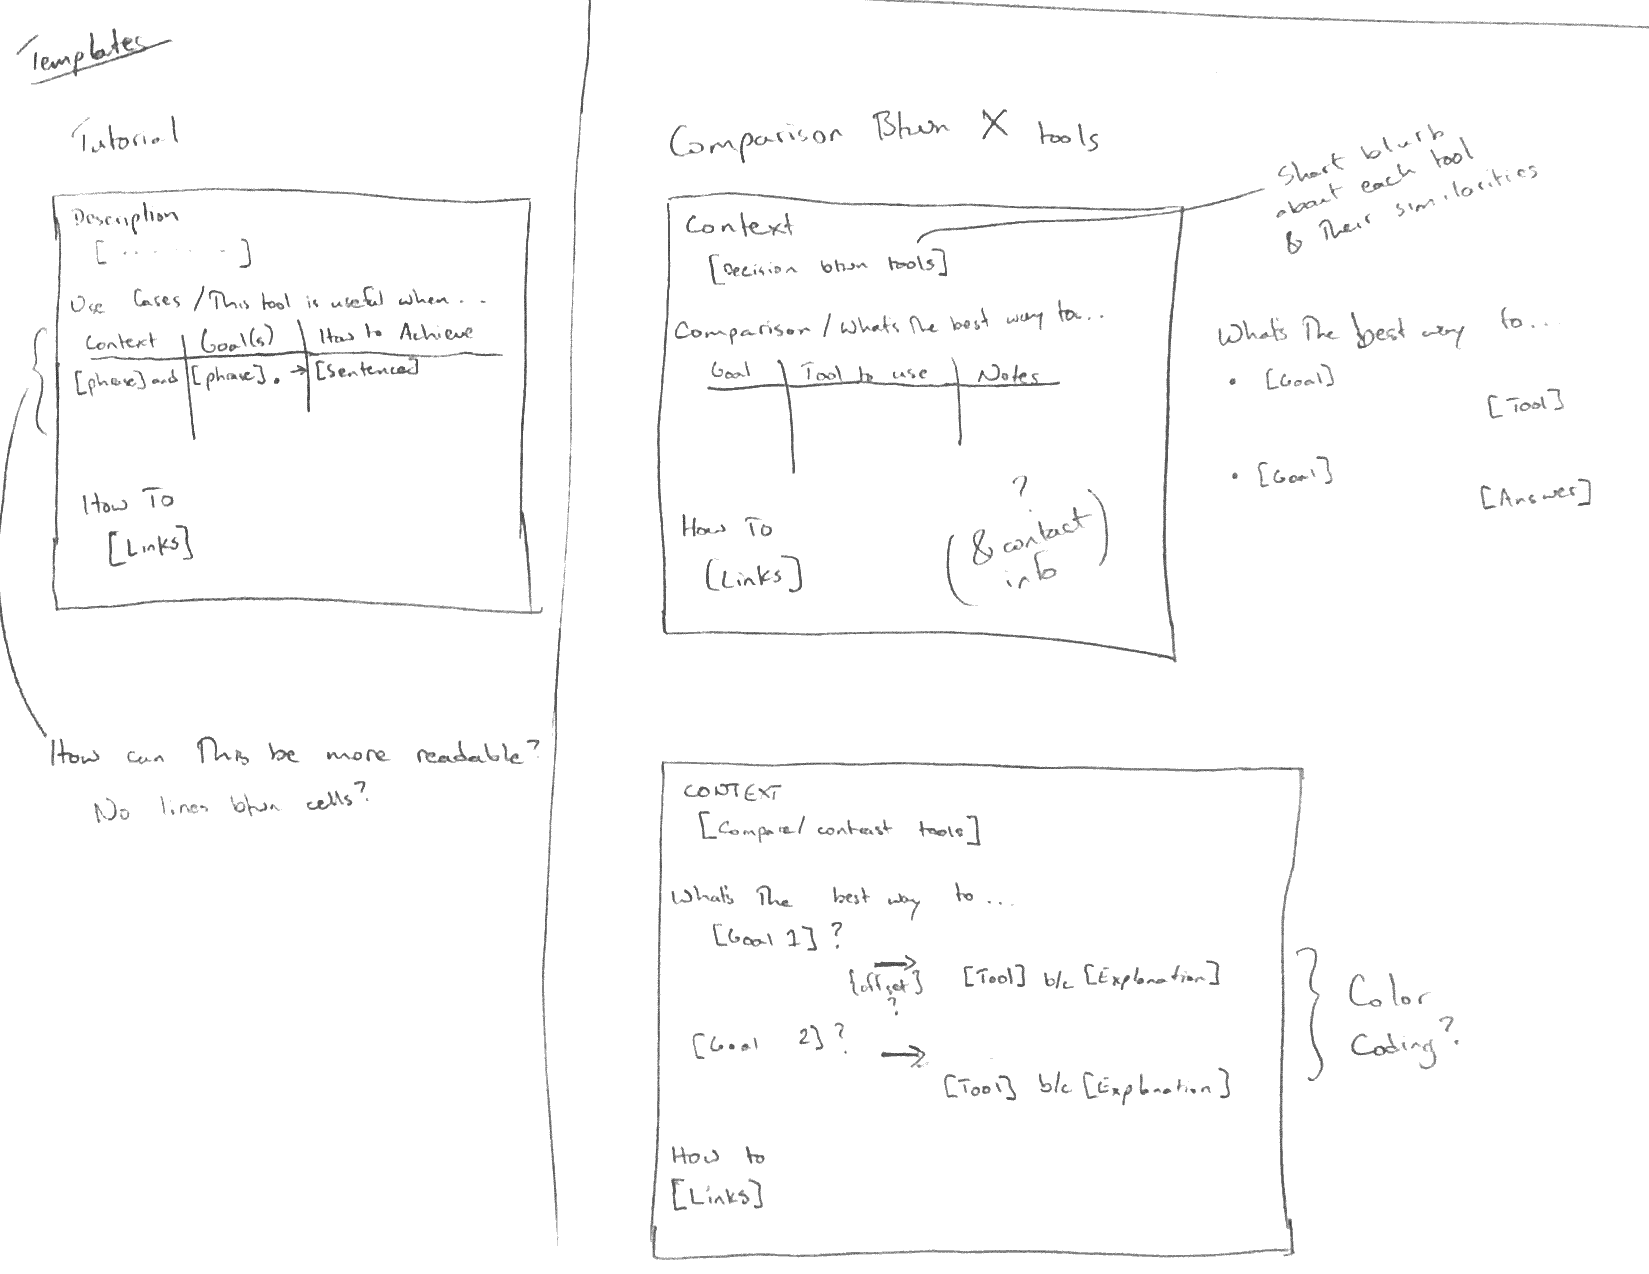 Templates
Tutorial
Description
[ ........ ]
Use Cases / This tool is useful when...
Context | Goal(s) | How to Achieve
[phrase] and | [phrase]. → | [Sentence]
How To
[Links]
How can This be more readable?
No lines btwn cells?
Comparison Btwn X tools
Short blurb
about each tool
& Their similarities
Context
[Decision btwn tools]
Comparison / What's The best way to...
Goal | Tool to use | Notes
How To
[Links]
?
(& contact
info)
What's The best way to...
• [Goal]
[Tool]
• [Goal]
[Answer]
CONTEXT
[Compare/contrast tools]
What's The best way to...
[Goal 1]?
→
{offset}
?
[Tool] b/c [Explanation]
[Goal 2]?
→
[Tool] b/c [Explanation]
How to
[Links]
Color
Coding?